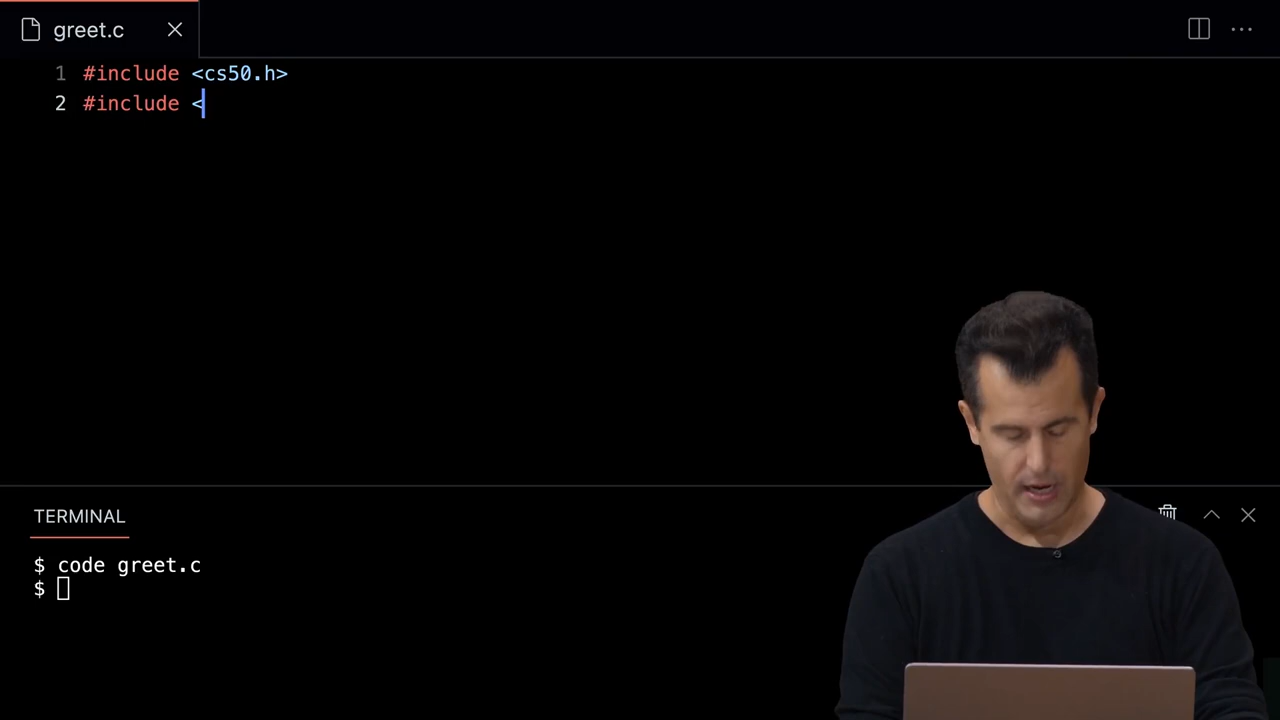 greet.c
1 #include <cs50.h>
2 #include <
TERMINAL
$ code greet.c
$